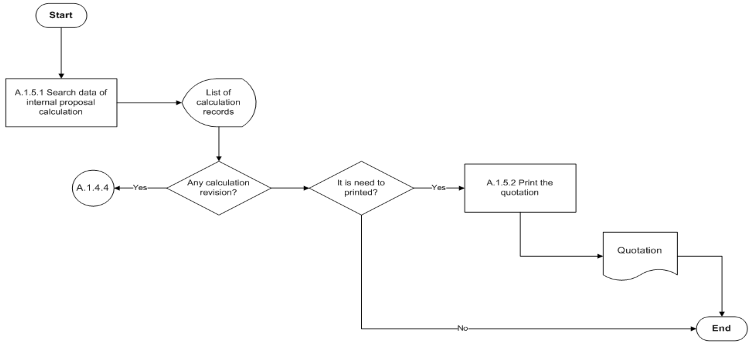 Start
A.1.5.1 Search data of
internal proposal
calculation
List of
calculation
records
A.1.4.4
Yes
Any calculation
revision?
It is need to
printed?
Yes
A.1.5.2 Print the
quotation
Quotation
No
End